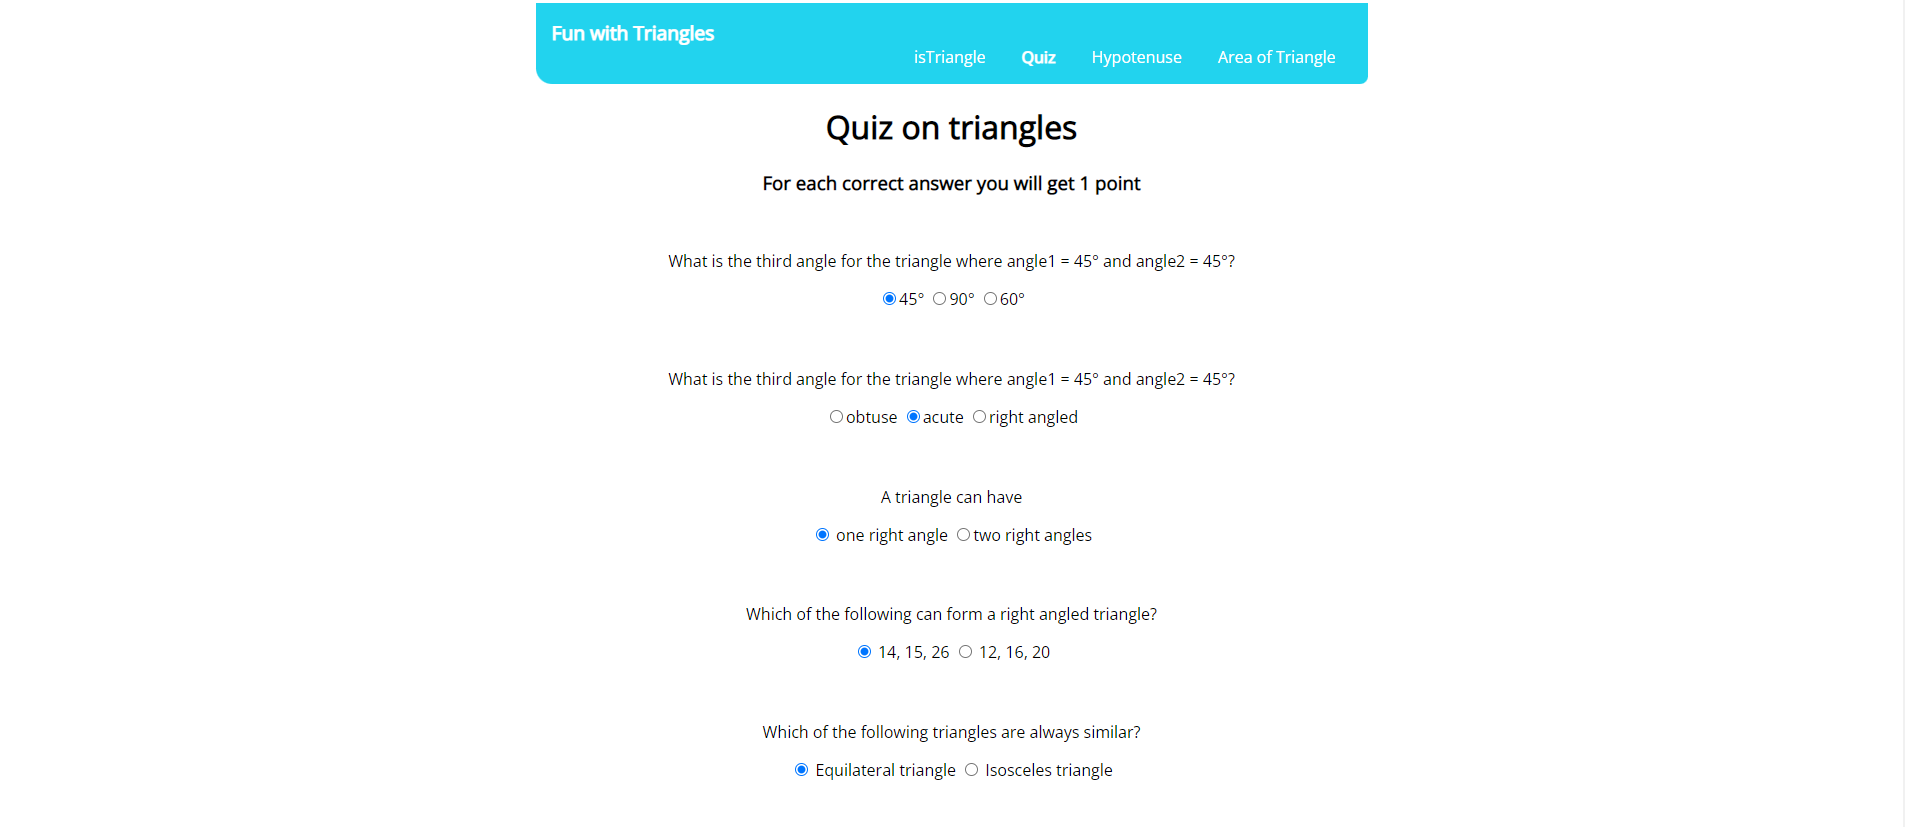 Fun with Triangles
isTriangle Quiz Hypotenuse Area of Triangle
Quiz on triangles
For each correct answer you will get 1 point
What is the third angle for the triangle where angle1 = 45° and angle2 = 45°?
45° 90° 60°
What is the third angle for the triangle where angle1 = 45° and angle2 = 45°?
obtuse acute right angled
A triangle can have
one right angle two right angles
Which of the following can form a right angled triangle?
14, 15, 26 12, 16, 20
Which of the following triangles are always similar?
Equilateral triangle Isosceles triangle